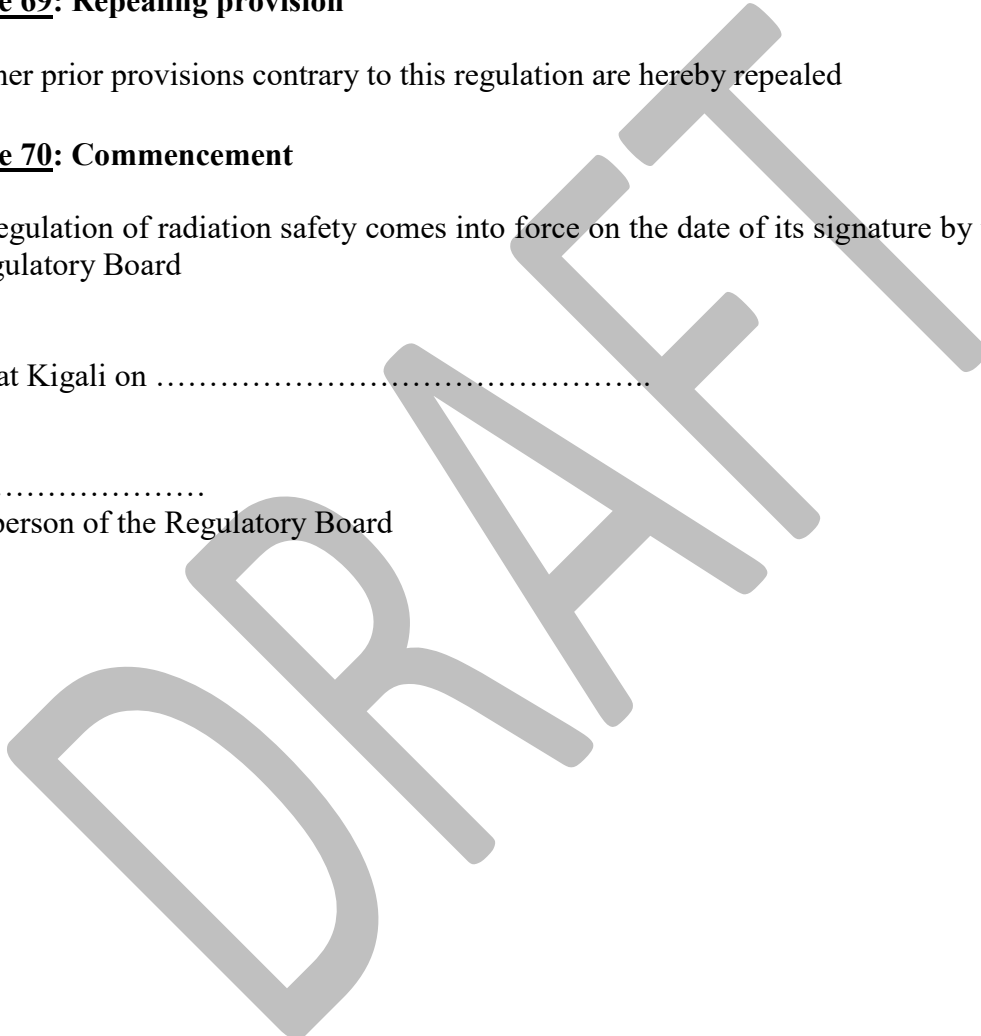 e 69: Repealing provision
her prior provisions contrary to this regulation are hereby repealed
e 70: Commencement
egulation of radiation safety comes into force on the date of its signature by
gulatory Board
at Kigali on …………………………………………..
…………………
person of the Regulatory Board
DRAFT